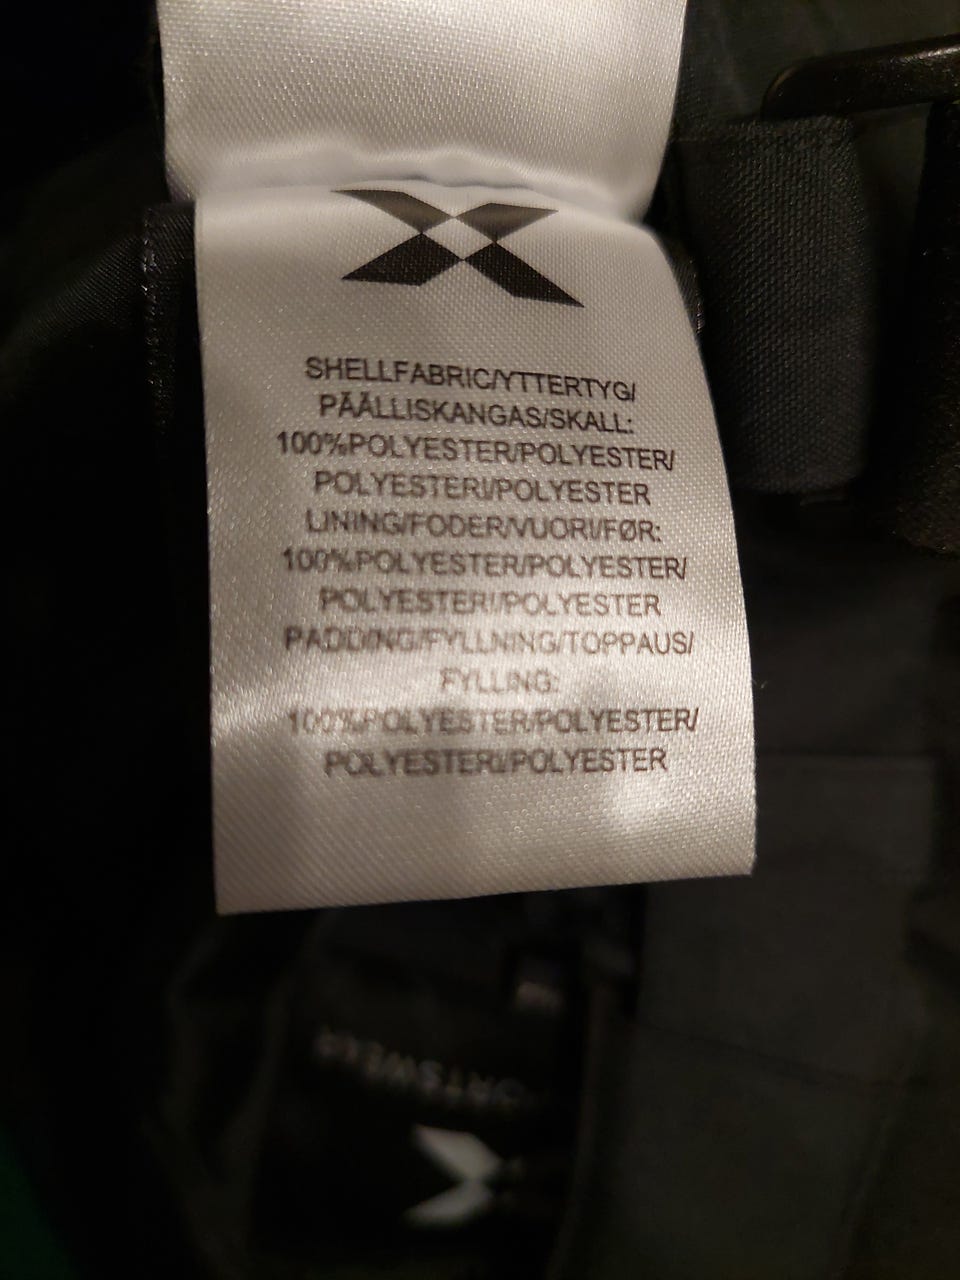 SHELLFABRIC/YTTERTYG/
PÄÄLLISKANGAS/SKALL:
100%POLYESTER/POLYESTER/
POLYESTERI/POLYESTER
LINING/FODER/VUORI/FØR:
100%POLYESTER/POLYESTER/
POLYESTERI/POLYESTER
PADDING/FYLLNING/TOPPAUS/
FYLLING:
100%POLYESTER/POLYESTER/
POLYESTERI/POLYESTER